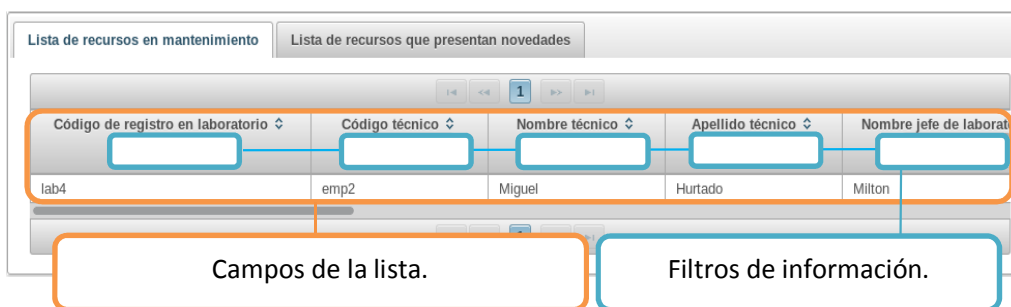 Lista de recursos en mantenimiento Lista de recursos que presentan novedades
1
Código de registro en laboratorio Código técnico Nombre técnico Apellido técnico Nombre jefe de laborat
lab4 emp2 Miguel Hurtado Milton
Campos de la lista. Filtros de información.